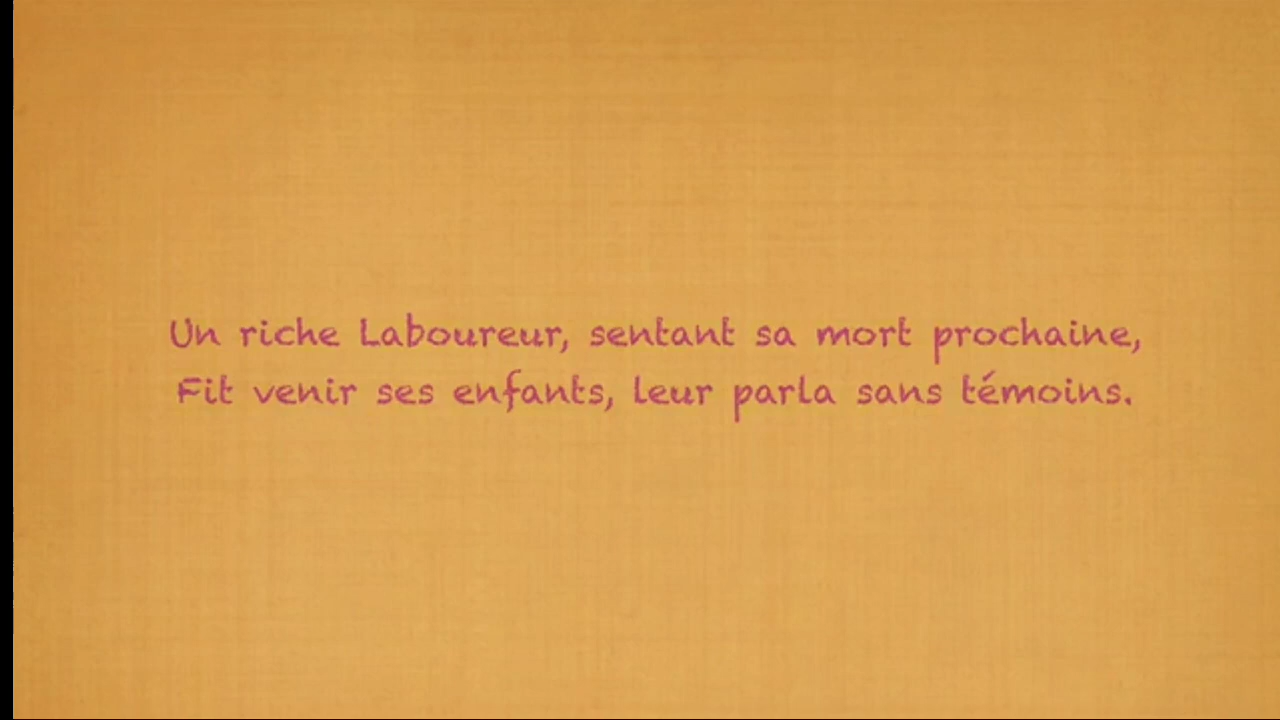 Un riche Laboureur, sentant sa mort prochaine,
Fit venir ses enfants, leur parla sans témoins.